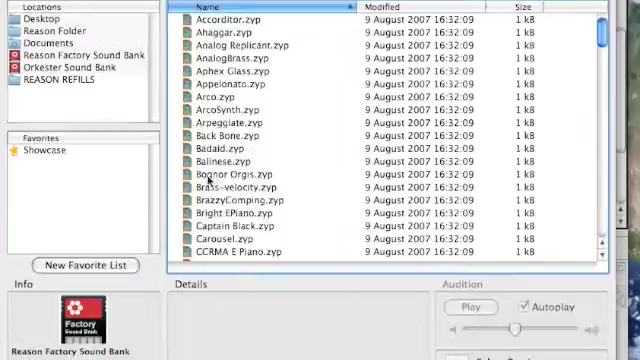 Locations
Name Modified Size
Desktop
Reason Folder
Documents
Reason Factory Sound Bank
Orkester Sound Bank
REASON REFILLS
Accorditor.zyp 9 August 2007 16:32:09 1 kB
Ahaggar.zyp 9 August 2007 16:32:09 1 kB
Analog Replicant.zyp 9 August 2007 16:32:09 1 kB
AnalogBrass.zyp 9 August 2007 16:32:09 1 kB
Aphex Glass.zyp 9 August 2007 16:32:09 1 kB
Appelonato.zyp 9 August 2007 16:32:09 1 kB
Arco.zyp 9 August 2007 16:32:09 1 kB
ArcoSynth.zyp 9 August 2007 16:32:09 1 kB
Arpeggiate.zyp 9 August 2007 16:32:09 1 kB
Back Bone.zyp 9 August 2007 16:32:09 1 kB
Badaid.zyp 9 August 2007 16:32:09 1 kB
Balinese.zyp 9 August 2007 16:32:09 1 kB
Bognor Orgis.zyp 9 August 2007 16:32:09 1 kB
Brass-velocity.zyp 9 August 2007 16:32:09 1 kB
BrazzyComping.zyp 9 August 2007 16:32:09 1 kB
Bright EPiano.zyp 9 August 2007 16:32:09 1 kB
Captain Black.zyp 9 August 2007 16:32:09 1 kB
Carousel.zyp 9 August 2007 16:32:09 1 kB
CCRMA E Piano.zyp 9 August 2007 16:32:09 1 kB
Favorites
Showcase
New Favorite List
Info
Details
Audition
Play
Autoplay
Factory
Sound Bank
Reason Factory Sound Bank